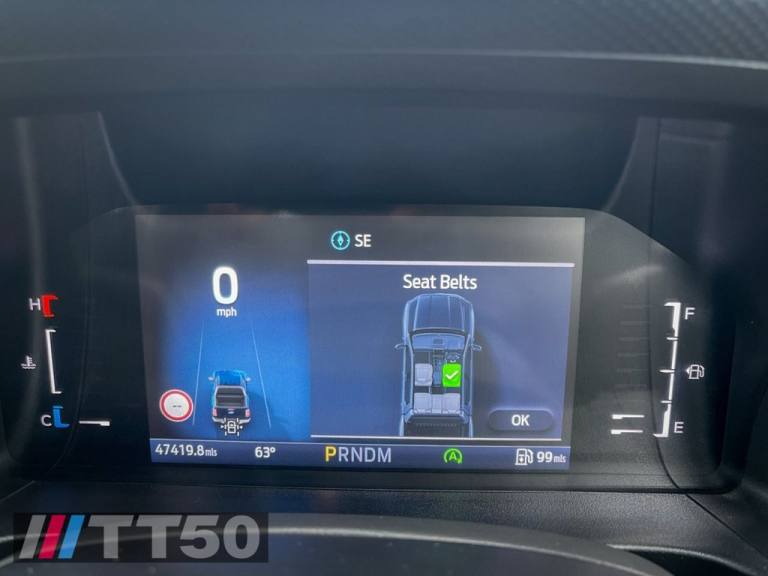 SE
0
mph
Seat Belts
H
C
F
E
OK
47419.8mls 63° PRNDM A 99mls
///TT50